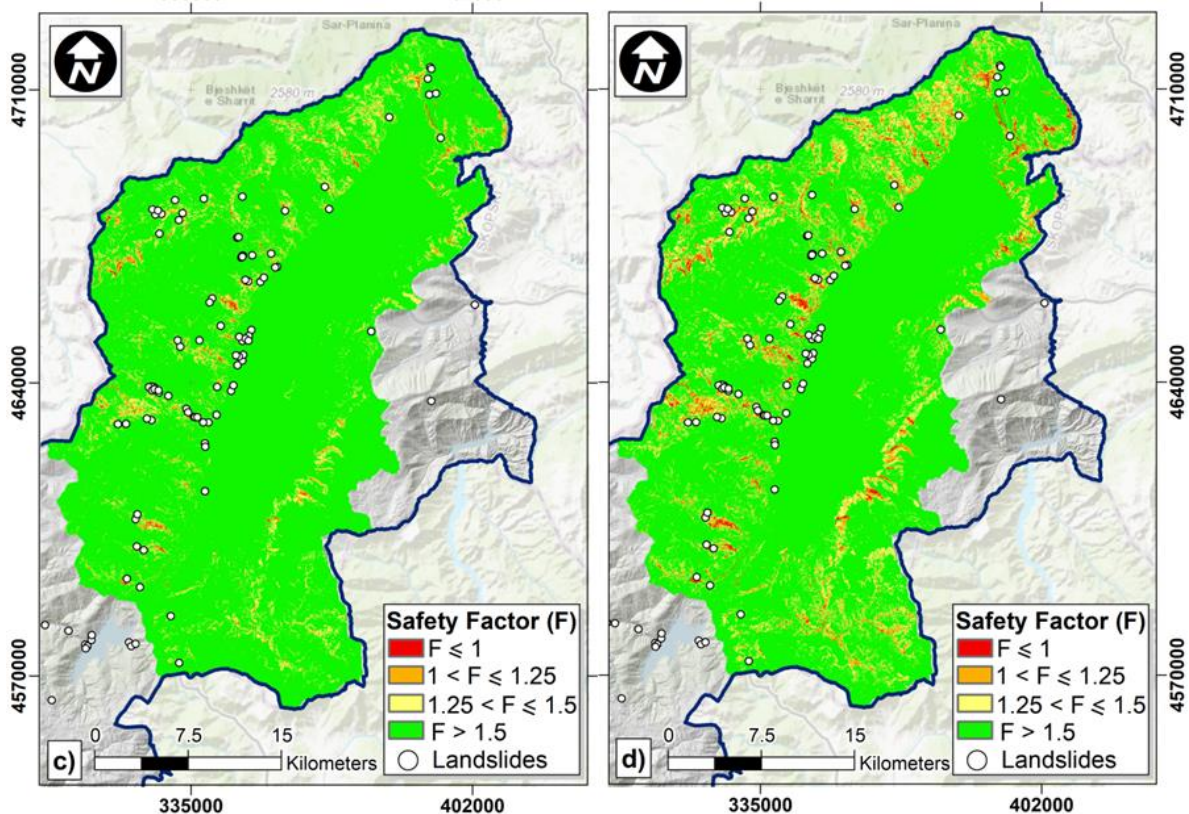 335000
402000
Sar-Planina
Sar-Planina
N
N
4710000
4710000
Bjeshkët
e Sharrit
2580 m
Bjeshkët
e Sharrit
2580 m
4640000
4640000
4570000
4570000
Safety Factor (F)
F ⩽ 1
1 < F ⩽ 1.25
1.25 < F ⩽ 1.5
F > 1.5
Landslides
0 7.5 15
Kilometers
c)
Safety Factor (F)
F ⩽ 1
1 < F ⩽ 1.25
1.25 < F ⩽ 1.5
F > 1.5
Landslides
0 7.5 15
Kilometers
d)
335000
402000
335000
402000